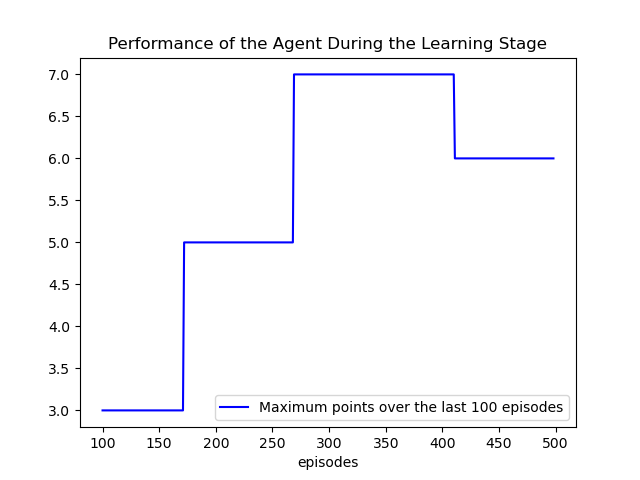 Performance of the Agent During the Learning Stage
7.0
6.5
6.0
5.5
5.0
4.5
4.0
3.5
3.0
Maximum points over the last 100 episodes
100 150 200 250 300 350 400 450 500
episodes